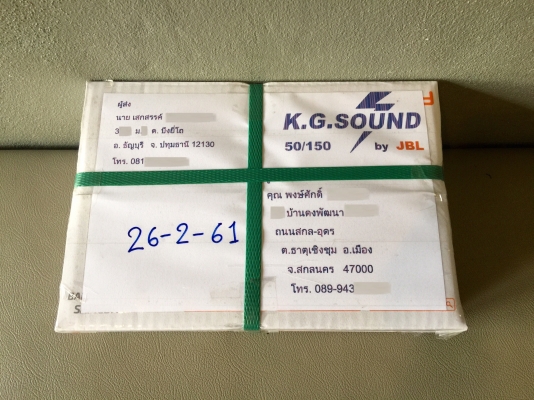 ผู้ส่ง
นาย เสกสรรค์
3 ม. ต. บึงยี่โถ
อ. ธัญบุรี จ. ปทุมธานี 12130
โทร. 081
K.G.SOUND
50/150 by JBL
คุณ พงษ์ศักดิ์
บ้านดงพัฒนา
ถนนสกล-อุดร
ต.ธาตุเชิงชุม อ.เมือง
จ.สกลนคร 47000
โทร. 089-943
26-2-61